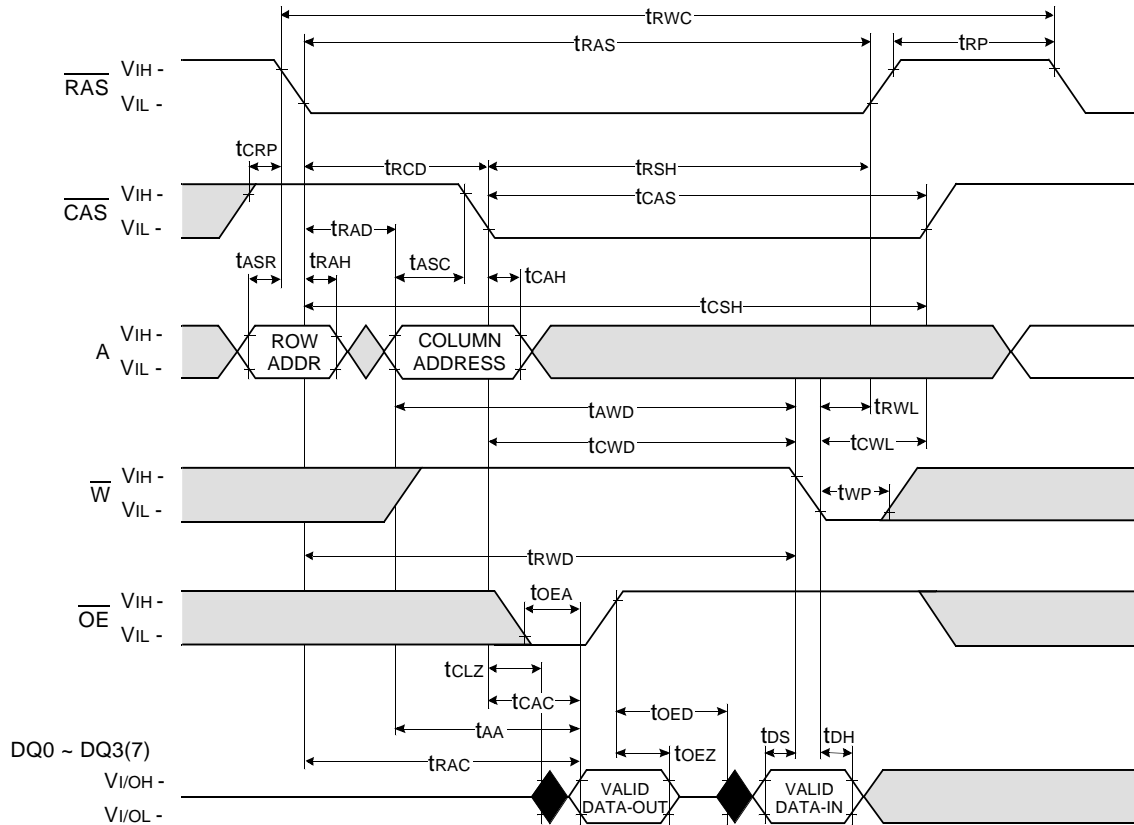 tRWC
tRAS
tRP
RAS
VIH -
VIL -
tCRP
tRCD
tRSH
CAS
VIH -
VIL -
tCAS
tRAD
tASR
tRAH
tASC
tCAH
tCSH
A
VIH -
VIL -
ROW
ADDR
COLUMN
ADDRESS
tAWD
tRWL
tCWD
tCWL
W
VIH -
VIL -
tWP
tRWD
OE
VIH -
VIL -
tOEA
tCLZ
tCAC
tOED
tAA
tOEZ
tDS
tDH
DQ0 ~ DQ3(7)
tRAC
VI/OH -
VI/OL -
VALID
DATA-OUT
VALID
DATA-IN